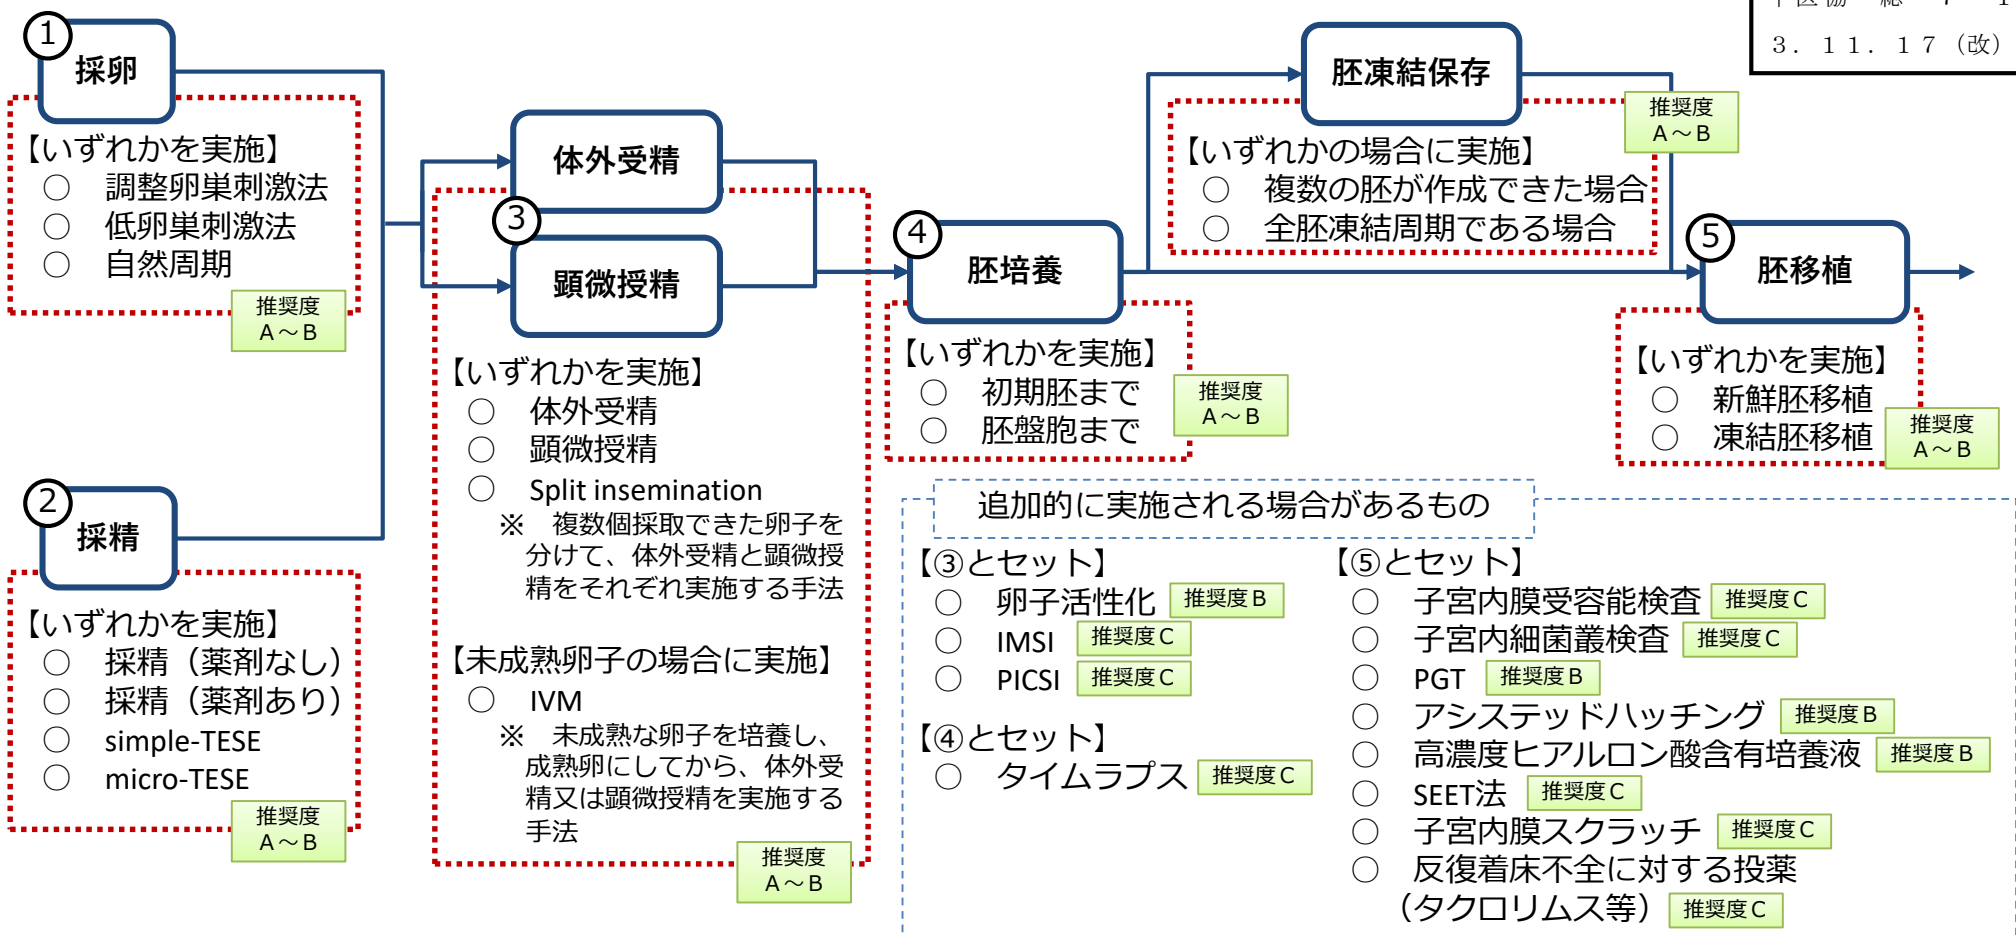 3．11．17（改）
①
採卵
【いずれかを実施】
○ 調整卵巣刺激法
○ 低卵巣刺激法
○ 自然周期
推奨度
A～B
②
採精
【いずれかを実施】
○ 採精（薬剤なし）
○ 採精（薬剤あり）
○ simple-TESE
○ micro-TESE
推奨度
A～B
体外受精
③
顕微授精
【いずれかを実施】
○ 体外受精
○ 顕微授精
○ Split insemination
※ 複数個採取できた卵子を
分けて、体外受精と顕微授
精をそれぞれ実施する手法
【未成熟卵子の場合に実施】
○ IVM
※ 未成熟な卵子を培養し、
成熟卵にしてから、体外受
精又は顕微授精を実施する
手法
推奨度
A～B
④
胚培養
【いずれかを実施】
○ 初期胚まで
○ 胚盤胞まで
推奨度
A～B
胚凍結保存
推奨度
A～B
【いずれかの場合に実施】
○ 複数の胚が作成できた場合
○ 全胚凍結周期である場合
⑤
胚移植
【いずれかを実施】
○ 新鮮胚移植
○ 凍結胚移植
推奨度
A～B
追加的に実施される場合があるもの
【③とセット】
○ 卵子活性化 推奨度B
○ IMSI 推奨度C
○ PICSI 推奨度C
【④とセット】
○ タイムラプス 推奨度C
【⑤とセット】
○ 子宮内膜受容能検査 推奨度C
○ 子宮内細菌叢検査 推奨度C
○ PGT 推奨度B
○ アシステッドハッチング 推奨度B
○ 高濃度ヒアルロン酸含有培養液 推奨度B
○ SEET法 推奨度C
○ 子宮内膜スクラッチ 推奨度C
○ 反復着床不全に対する投薬
（タクロリムス等） 推奨度C